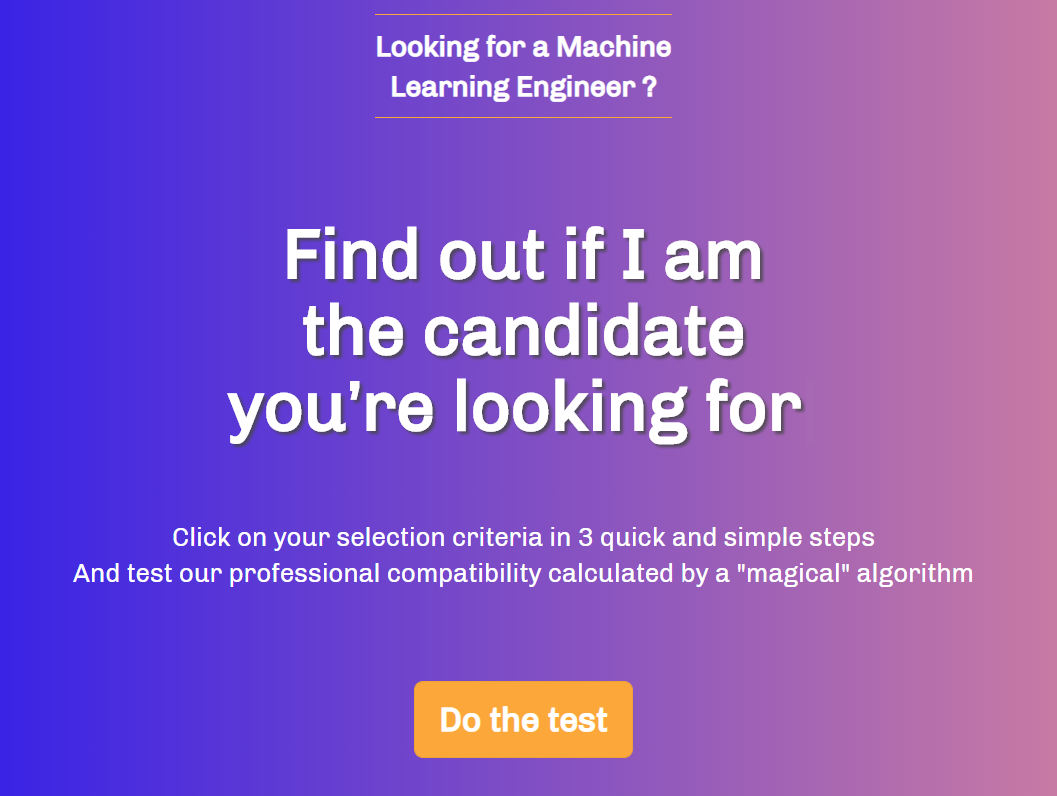 Looking for a Machine
Learning Engineer ?
Find out if I am
the candidate
you're looking for
Click on your selection criteria in 3 quick and simple steps
And test our professional compatibility calculated by a "magical" algorithm
Do the test